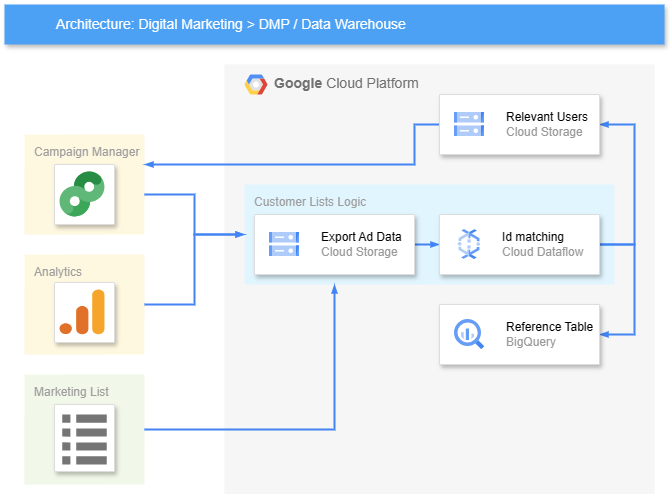 Architecture: Digital Marketing > DMP / Data Warehouse
Google Cloud Platform
Relevant Users
Cloud Storage
Campaign Manager
Customer Lists Logic
Export Ad Data
Cloud Storage
Id matching
Cloud Dataflow
Analytics
Reference Table
BigQuery
Marketing List